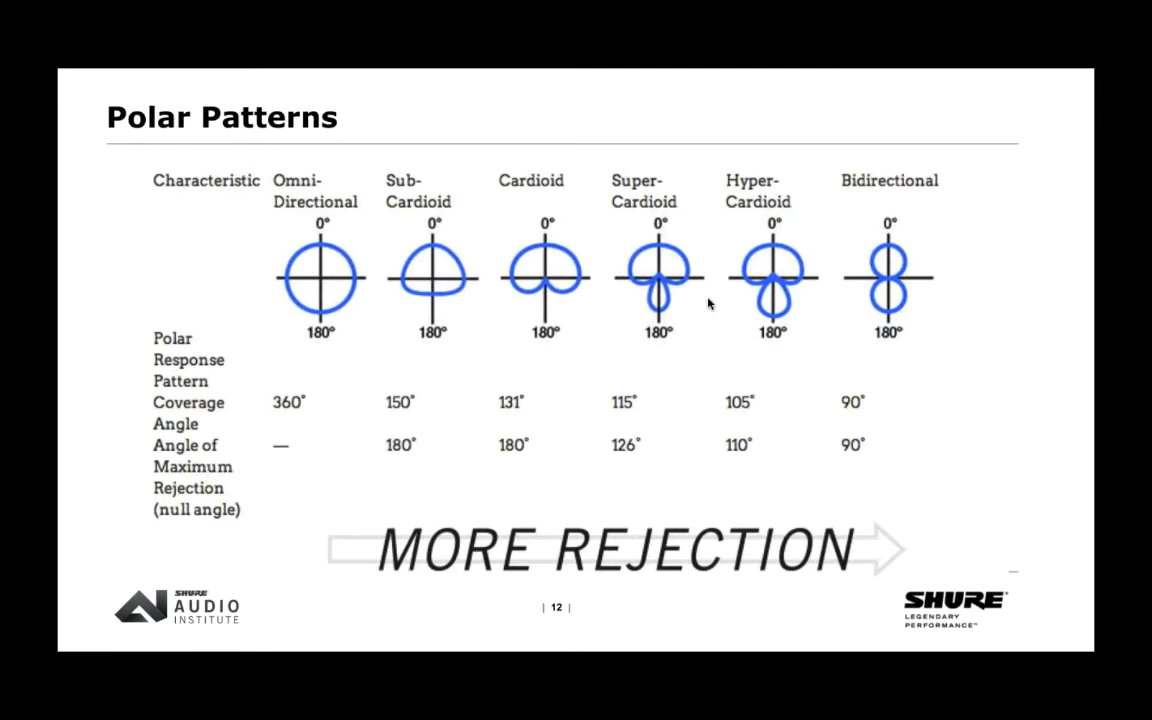 Polar Patterns
Characteristic Omni- Sub- Cardioid Super- Hyper- Bidirectional
Directional Cardioid Cardioid Cardioid
0° 0° 0° 0° 0° 0°
180° 180° 180° 180° 180° 180°
Polar
Response
Pattern
Coverage 360° 150° 131° 115° 105° 90°
Angle
Angle of — 180° 180° 126° 110° 90°
Maximum
Rejection
(null angle)
MORE REJECTION
SHURE
AUDIO
INSTITUTE
| 12 |
SHURE®
LEGENDARY
PERFORMANCE™